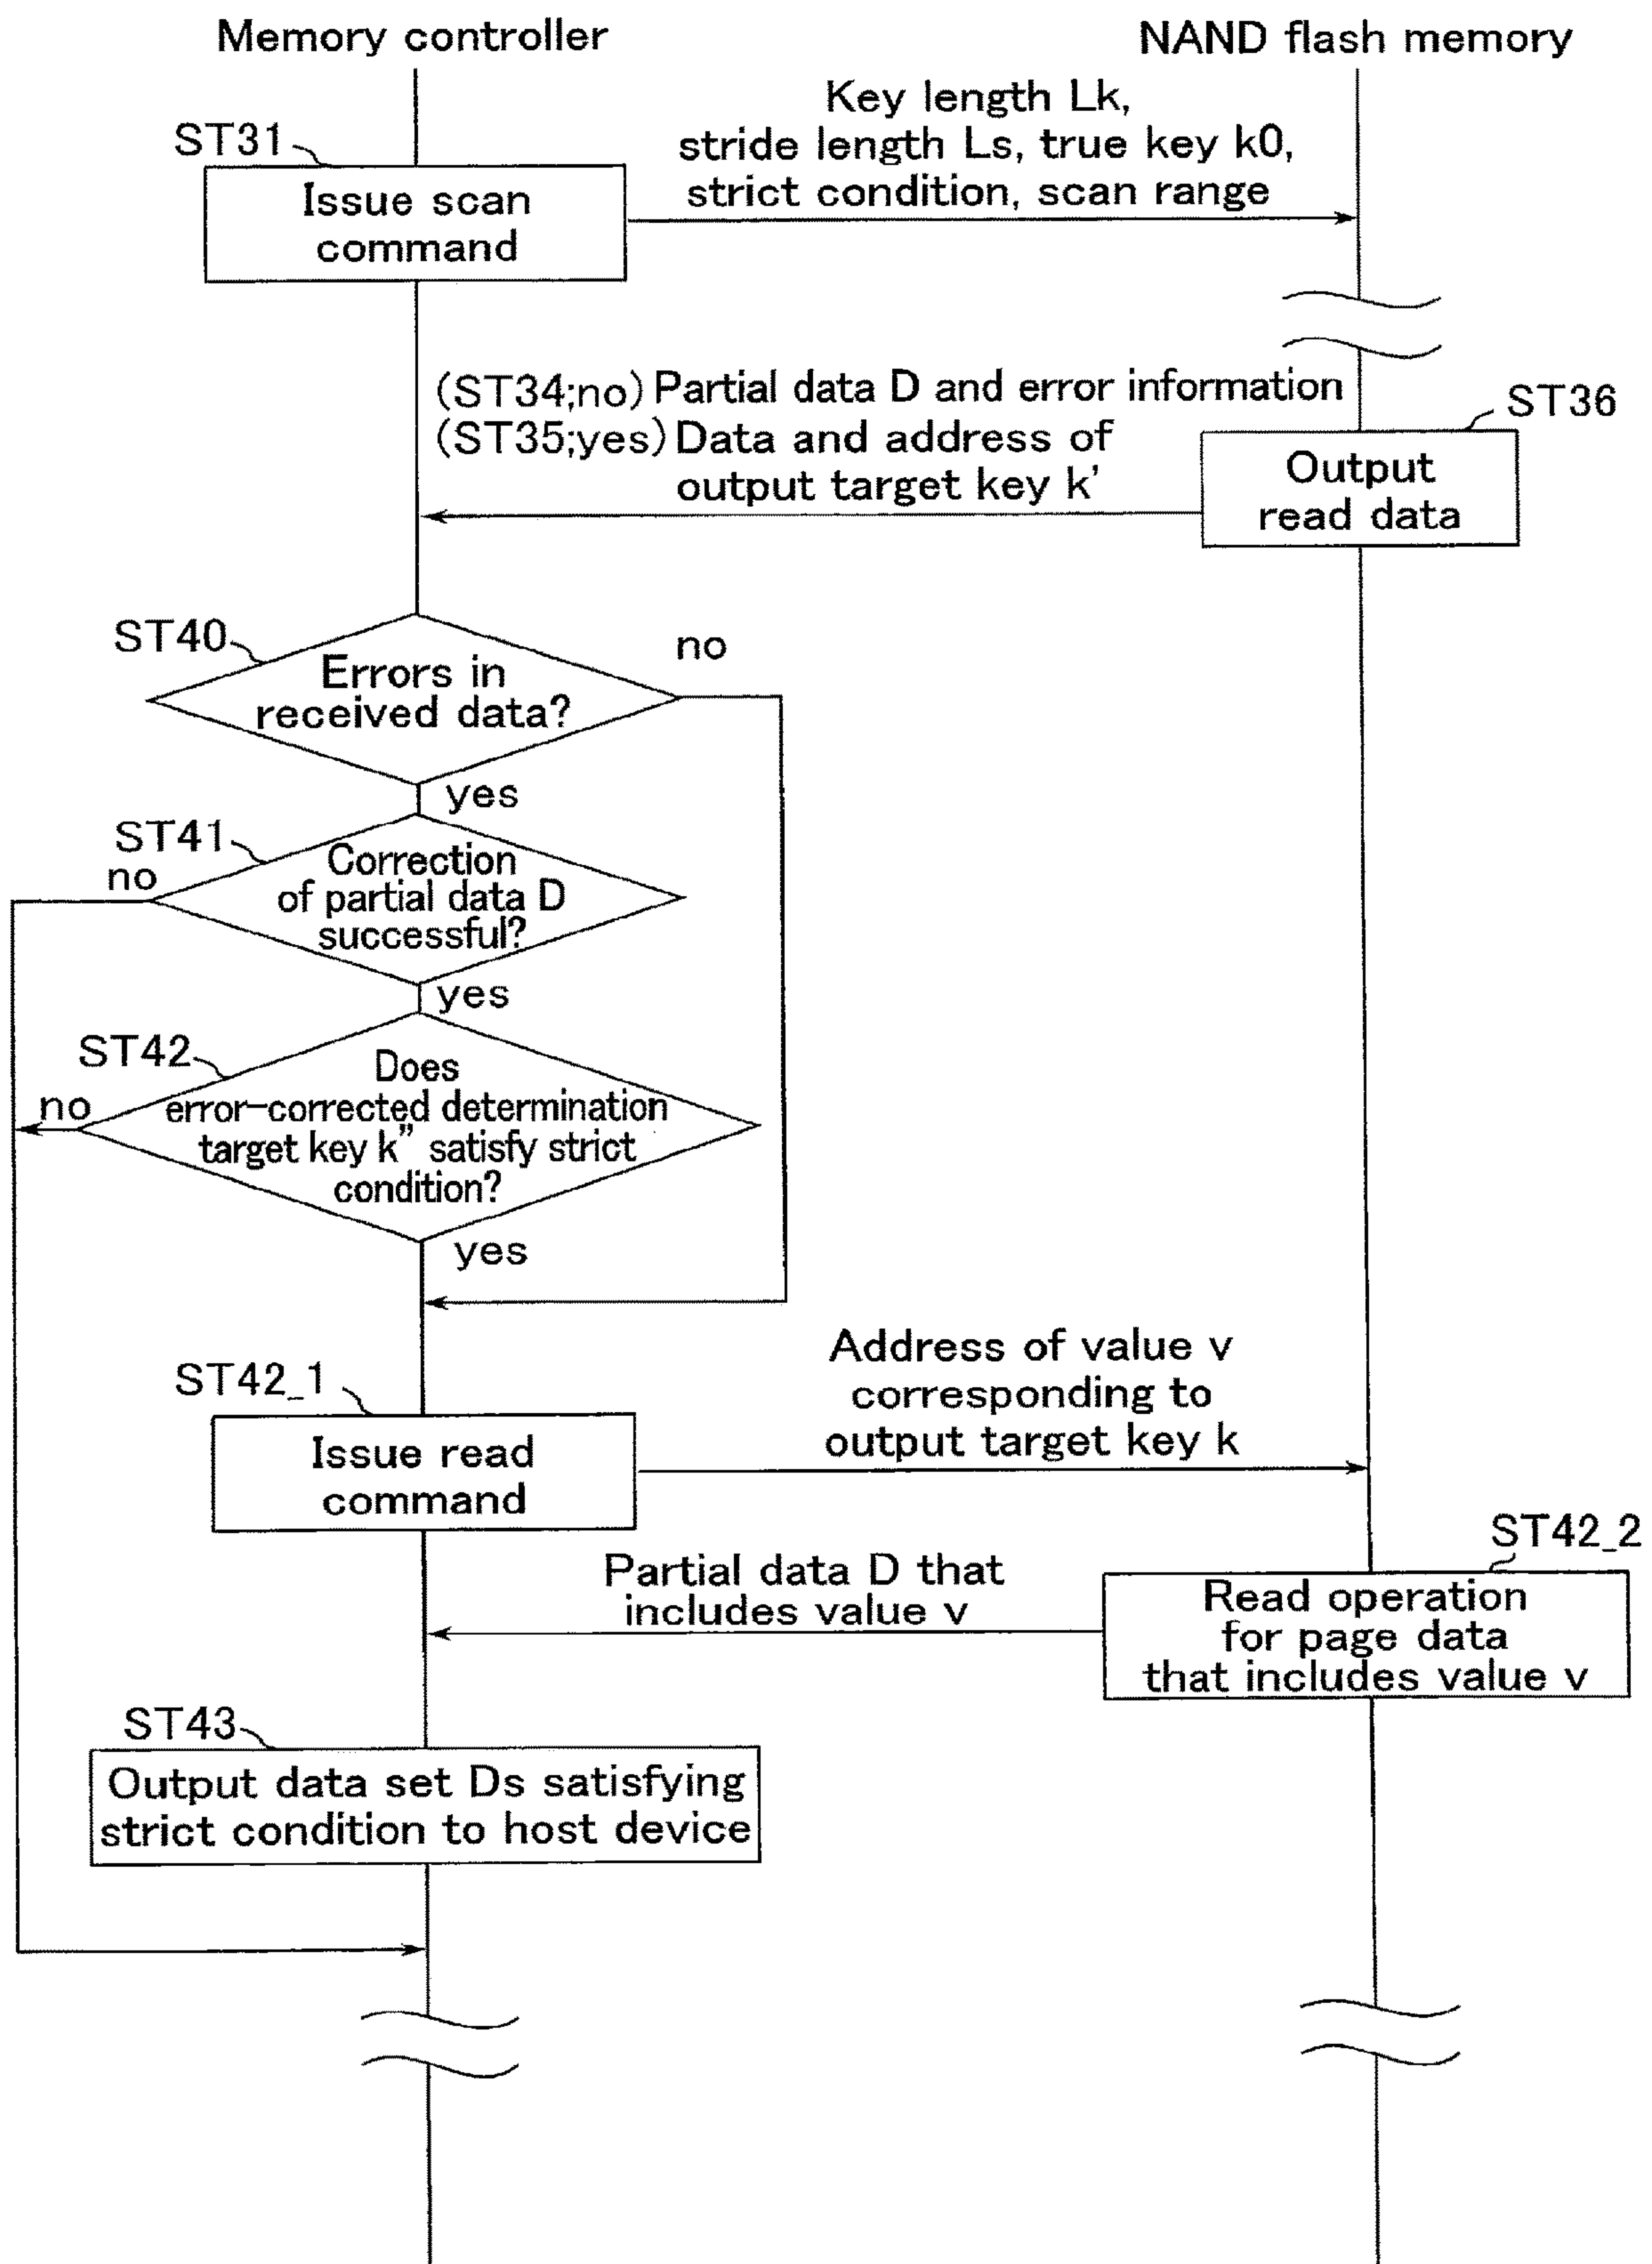 Memory controller
NAND flash memory
ST31
Issue scan
command
Key length Lk,
stride length Ls, true key k0,
strict condition, scan range
(ST34;no) Partial data D and error information
(ST35;yes) Data and address of
output target key k'
ST36
Output
read data
ST40
Errors in
received data?
no
yes
ST41
Correction
of partial data D
successful?
no
yes
ST42
Does
error-corrected determination
target key k" satisfy strict
condition?
no
yes
ST42_1
Issue read
command
Address of value v
corresponding to
output target key k
ST42_2
Read operation
for page data
that includes value v
Partial data D that
includes value v
ST43
Output data set Ds satisfying
strict condition to host device